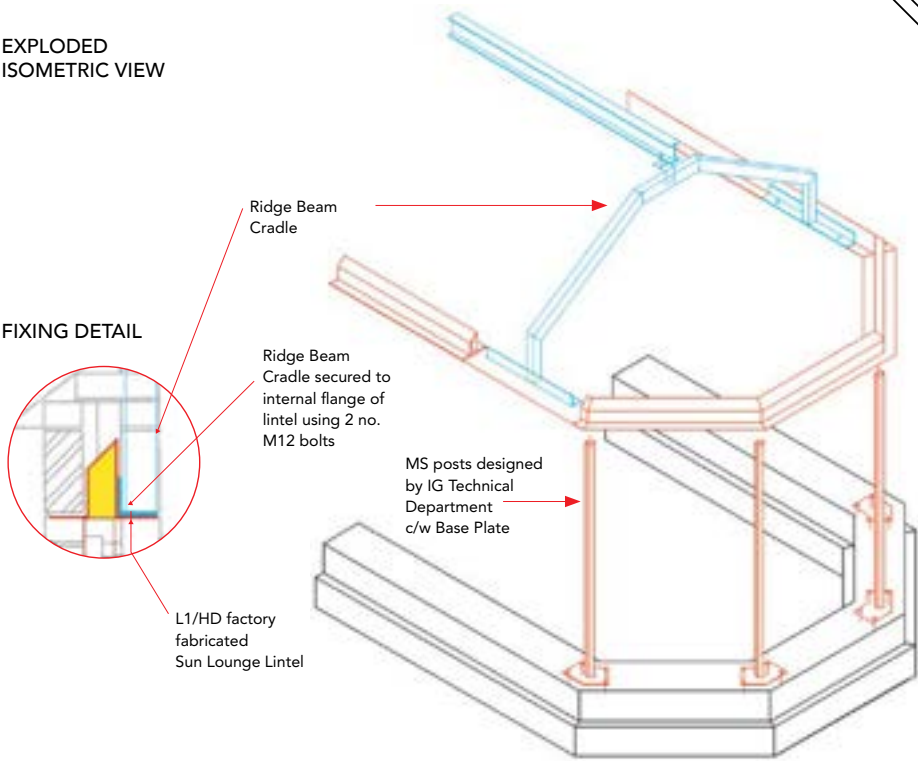 EXPLODED
ISOMETRIC VIEW
Ridge Beam
Cradle
FIXING DETAIL
Ridge Beam
Cradle secured to
internal flange of
lintel using 2 no.
M12 bolts
MS posts designed
by IG Technical
Department
c/w Base Plate
L1/HD factory
fabricated
Sun Lounge Lintel